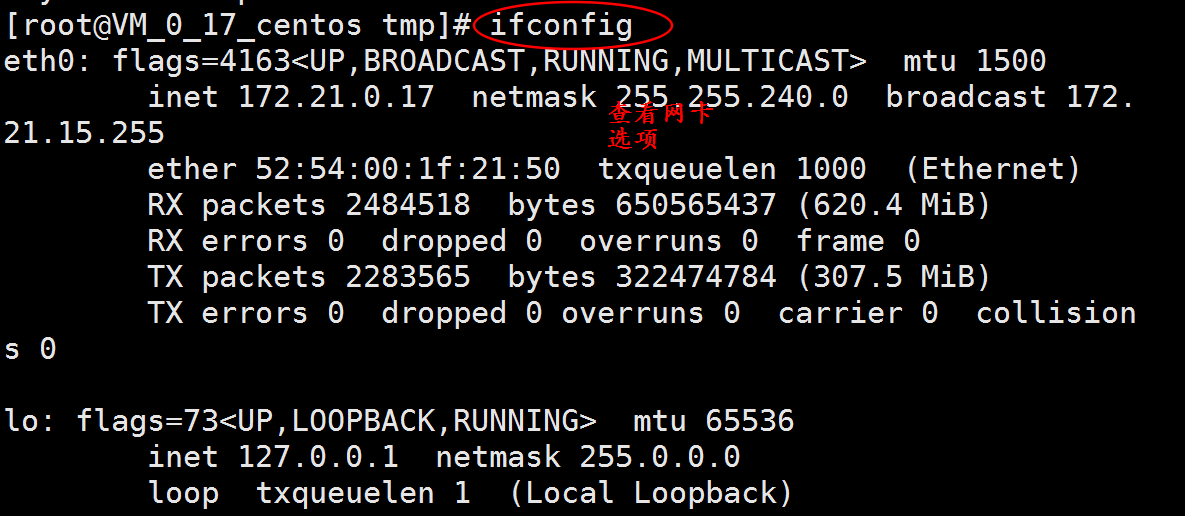 [root@VM_0_17_centos tmp]# ifconfig
eth0: flags=4163<UP,BROADCAST,RUNNING,MULTICAST>  mtu 1500
        inet 172.21.0.17  netmask 255.255.240.0  broadcast 172.
21.15.255
查看网卡
选项
        ether 52:54:00:1f:21:50  txqueuelen 1000  (Ethernet)
        RX packets 2484518  bytes 650565437 (620.4 MiB)
        RX errors 0  dropped 0  overruns 0  frame 0
        TX packets 2283565  bytes 322474784 (307.5 MiB)
        TX errors 0  dropped 0 overruns 0  carrier 0  collision
s 0
lo: flags=73<UP,LOOPBACK,RUNNING>  mtu 65536
        inet 127.0.0.1  netmask 255.0.0.0
        loop  txqueuelen 1  (Local Loopback)